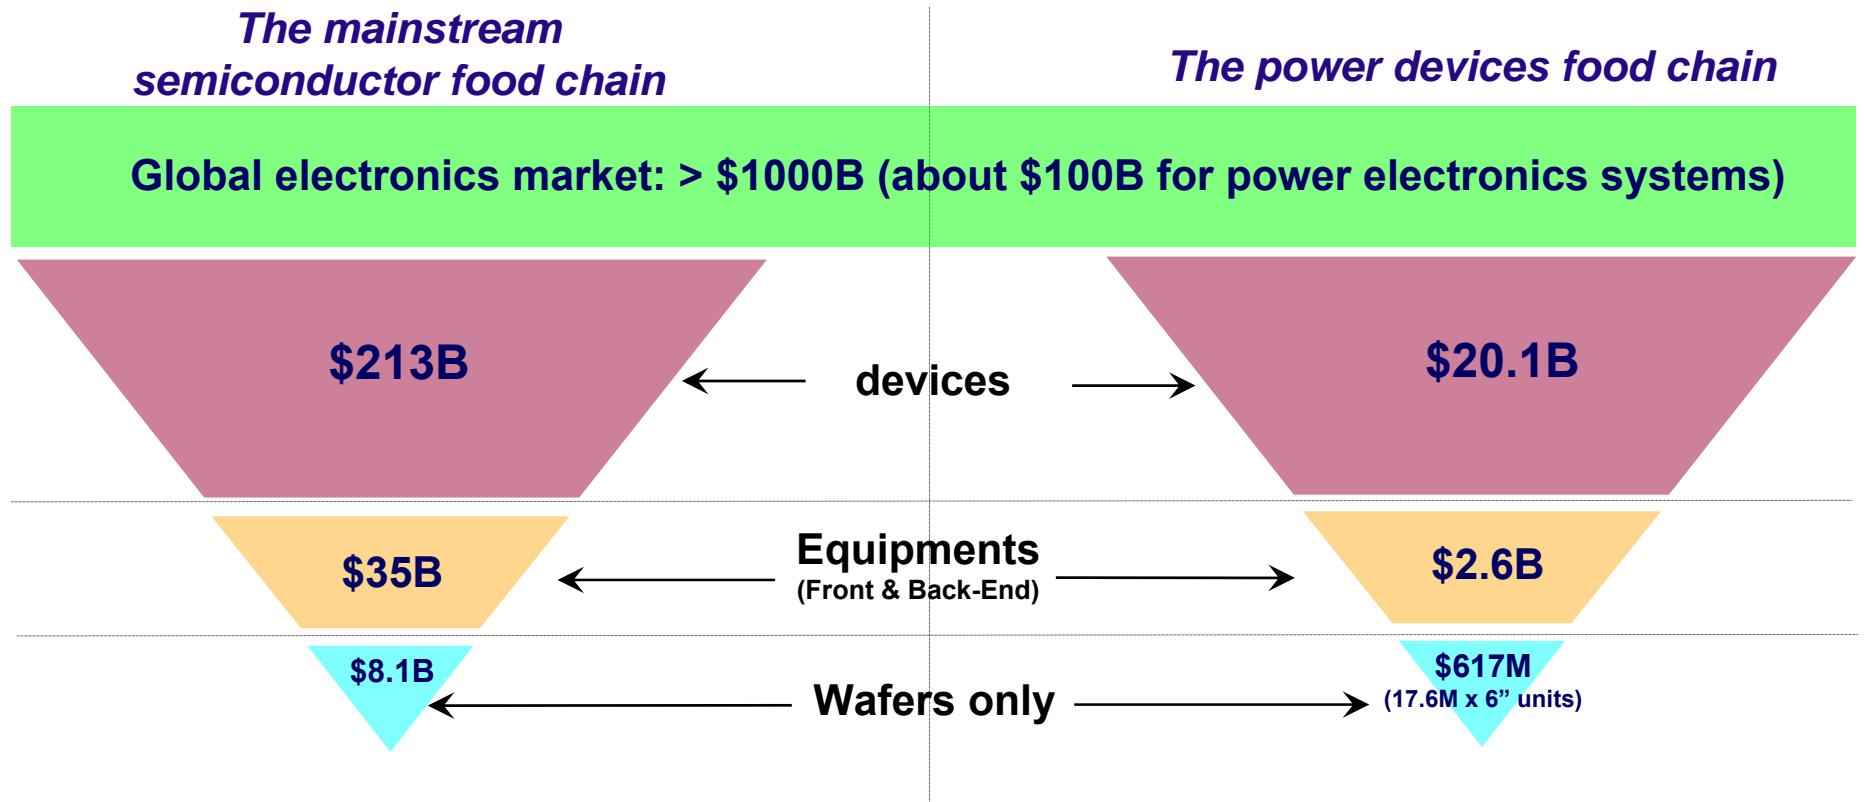 The mainstream
semiconductor food chain
The power devices food chain
Global electronics market: > $1000B (about $100B for power electronics systems)
$213B
devices
$20.1B
$35B
Equipments
(Front & Back-End)
$2.6B
$8.1B
Wafers only
$617M
(17.6M x 6” units)